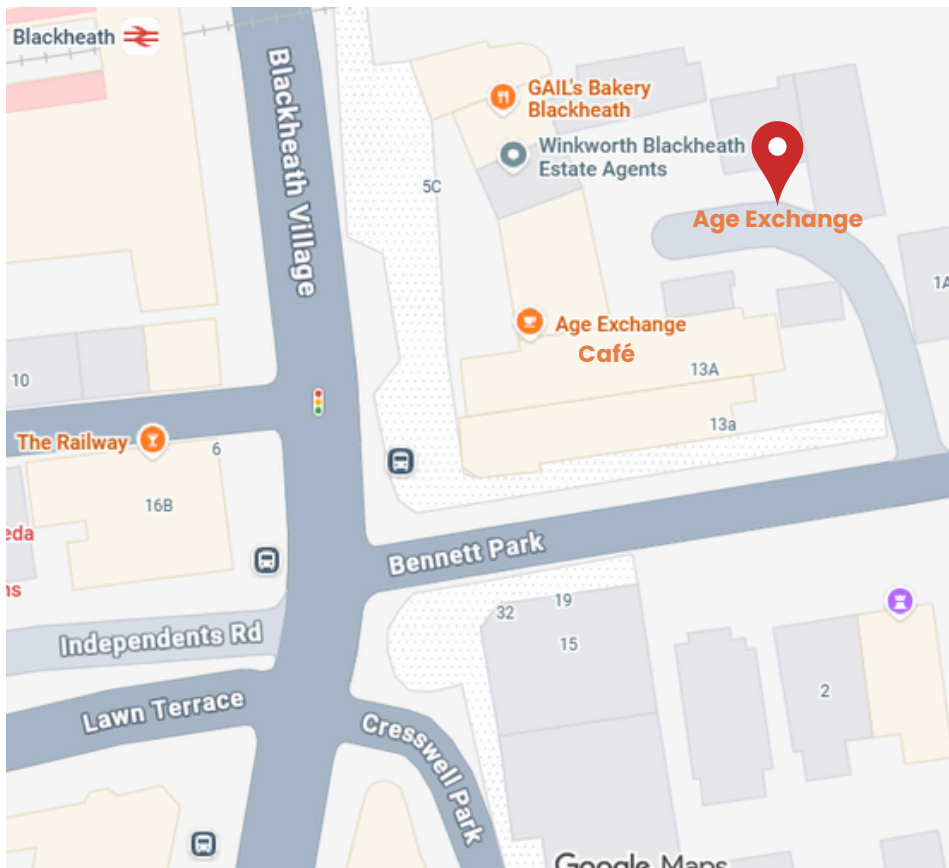 Blackheath
Blackheath Village
GAIL's Bakery
Blackheath
Winkworth Blackheath
Estate Agents
5C
Age Exchange
1A
Age Exchange
Café
13A
10
13a
The Railway
6
16B
eda
ns
Bennett Park
32
19
15
Independents Rd
2
Lawn Terrace
Cresswell Park
Google Maps